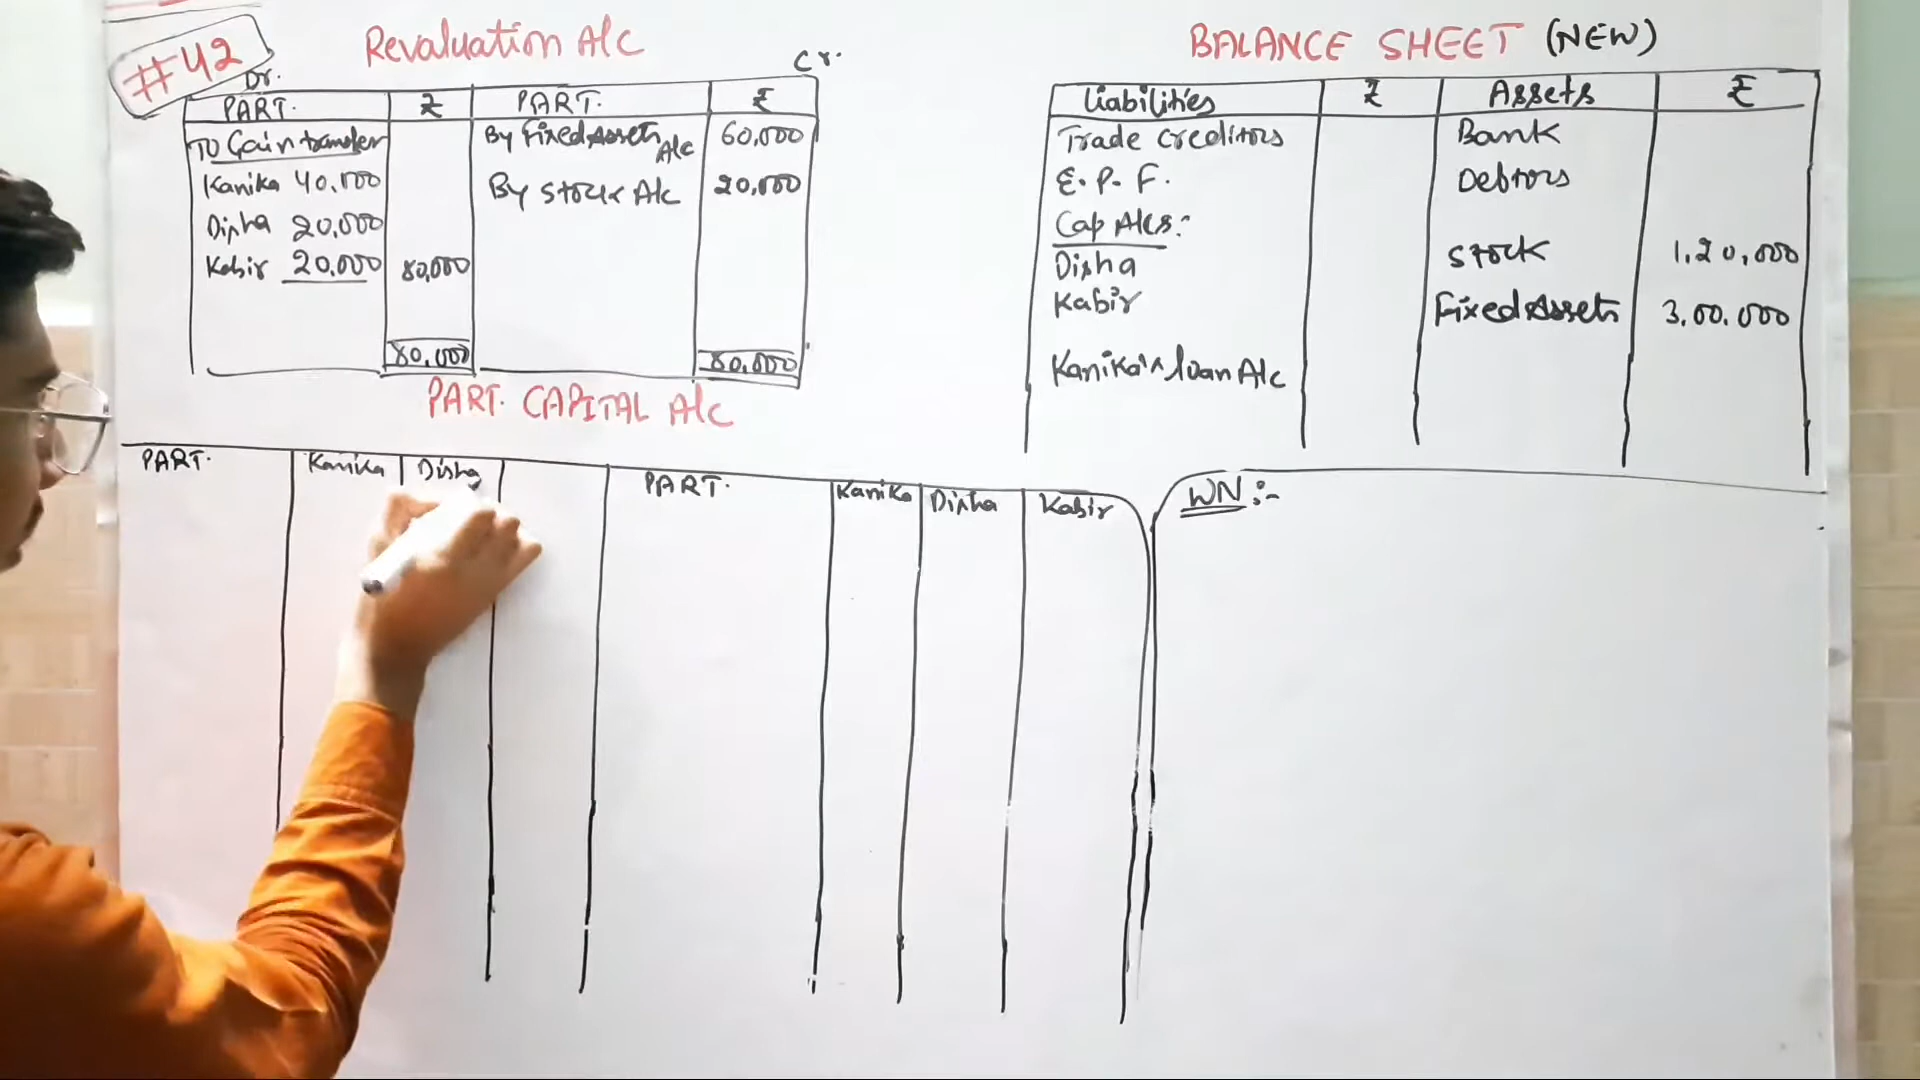 #42
Revaluation A/c
Dr. Cr.
PART. ₹ PART. ₹
To Gain transfer By Fixed Assets A/c 60,000
Kanika 40,000 By Stock A/c 20,000
Disha 20,000
Kabir 20,000 80,000
80,000 80,000
PART. CAPITAL A/c
PART. Kanika Disha PART. Kanika Disha Kabir
BALANCE SHEET (NEW)
Liabilities ₹ Assets ₹
Trade Creditors Bank
E.P.F. Debtors
Cap A/cs:
Disha Stock 1,20,000
Kabir Fixed Assets 3,00,000
Kanika's loan A/c
WN :-